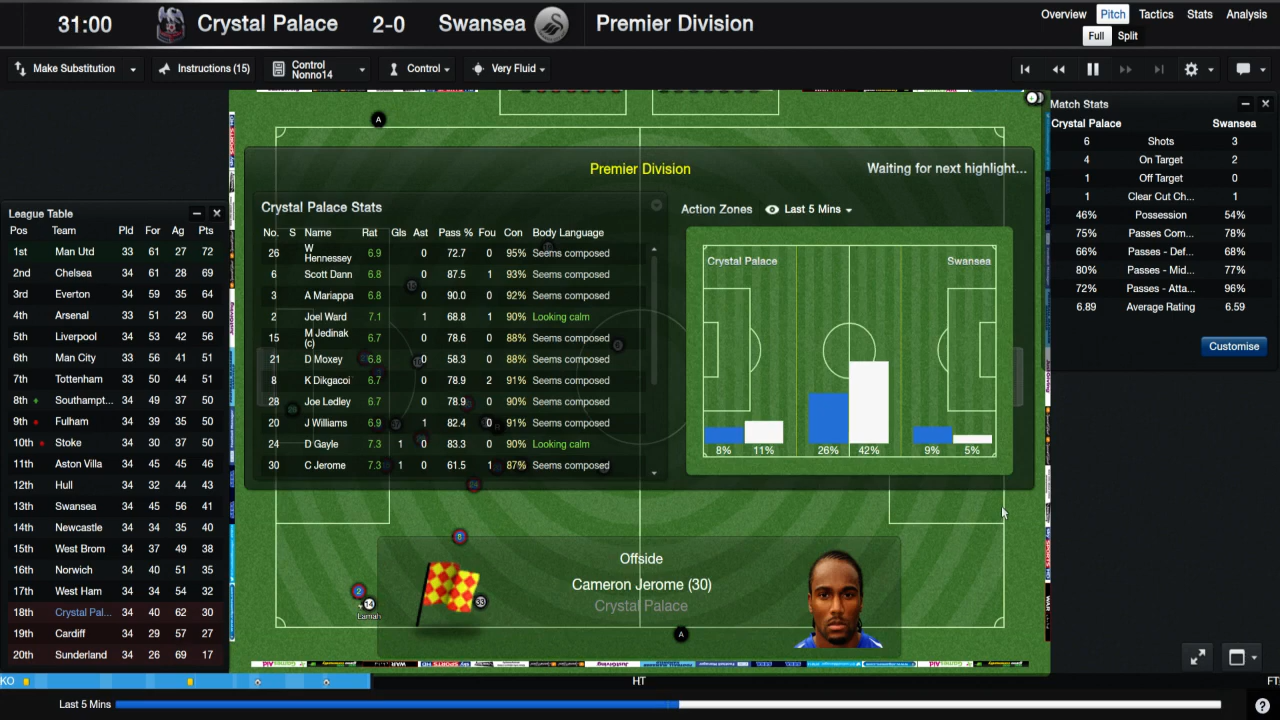 31:00 Crystal Palace 2-0 Swansea Premier Division
Overview Pitch Tactics Stats Analysis
Full Split
Make Substitution Instructions (15) Control Nonno14 Control Very Fluid
League Table
Pos Team Pld For Ag Pts
1st Man Utd 33 61 27 72
2nd Chelsea 34 61 28 69
3rd Everton 34 59 35 64
4th Arsenal 33 51 23 60
5th Liverpool 34 53 42 56
6th Man City 33 56 41 51
7th Tottenham 33 50 44 51
8th Southampt... 34 49 37 50
9th Fulham 34 39 35 50
10th Stoke 34 30 37 50
11th Aston Villa 34 45 45 46
12th Hull 34 32 44 43
13th Swansea 34 45 56 41
14th Newcastle 34 34 35 40
15th West Brom 34 37 49 38
16th Norwich 34 40 51 35
17th West Ham 34 34 54 32
18th Crystal Pal... 34 40 62 30
19th Cardiff 34 29 57 27
20th Sunderland 34 26 69 17
A
Premier Division
Waiting for next highlight...
Crystal Palace Stats
No. S Name Rat Gls Ast Pass % Fou Con Body Language
26 W Hennessey 6.9 0 72.7 0 95% Seems composed
6 Scott Dann 6.8 0 87.5 1 93% Seems composed
3 A Mariappa 6.8 0 90.0 0 92% Seems composed
2 Joel Ward 7.1 1 68.8 1 90% Looking calm
15 M Jedinak (c) 6.7 0 78.6 0 88% Seems composed
21 D Moxey 6.8 0 58.3 0 88% Seems composed
8 K Dikgacoi 6.7 0 78.9 2 91% Seems composed
28 Joe Ledley 6.7 0 78.9 0 90% Seems composed
20 J Williams 6.9 1 82.4 0 91% Seems composed
24 D Gayle 7.3 1 0 83.3 0 90% Looking calm
30 C Jerome 7.3 1 0 61.5 1 87% Seems composed
Action Zones Last 5 Mins
Crystal Palace Swansea
8% 11% 26% 42% 9% 5%
24
8
2
14
Lamah
33
Offside
Cameron Jerome (30)
Crystal Palace
A
Match Stats
Crystal Palace Swansea
6 Shots 3
4 On Target 2
1 Off Target 0
1 Clear Cut Ch... 1
46% Possession 54%
75% Passes Com... 78%
66% Passes - Def... 68%
80% Passes - Mid... 77%
72% Passes - Atta... 96%
6.89 Average Rating 6.59
Customise
KO HT FT
Last 5 Mins